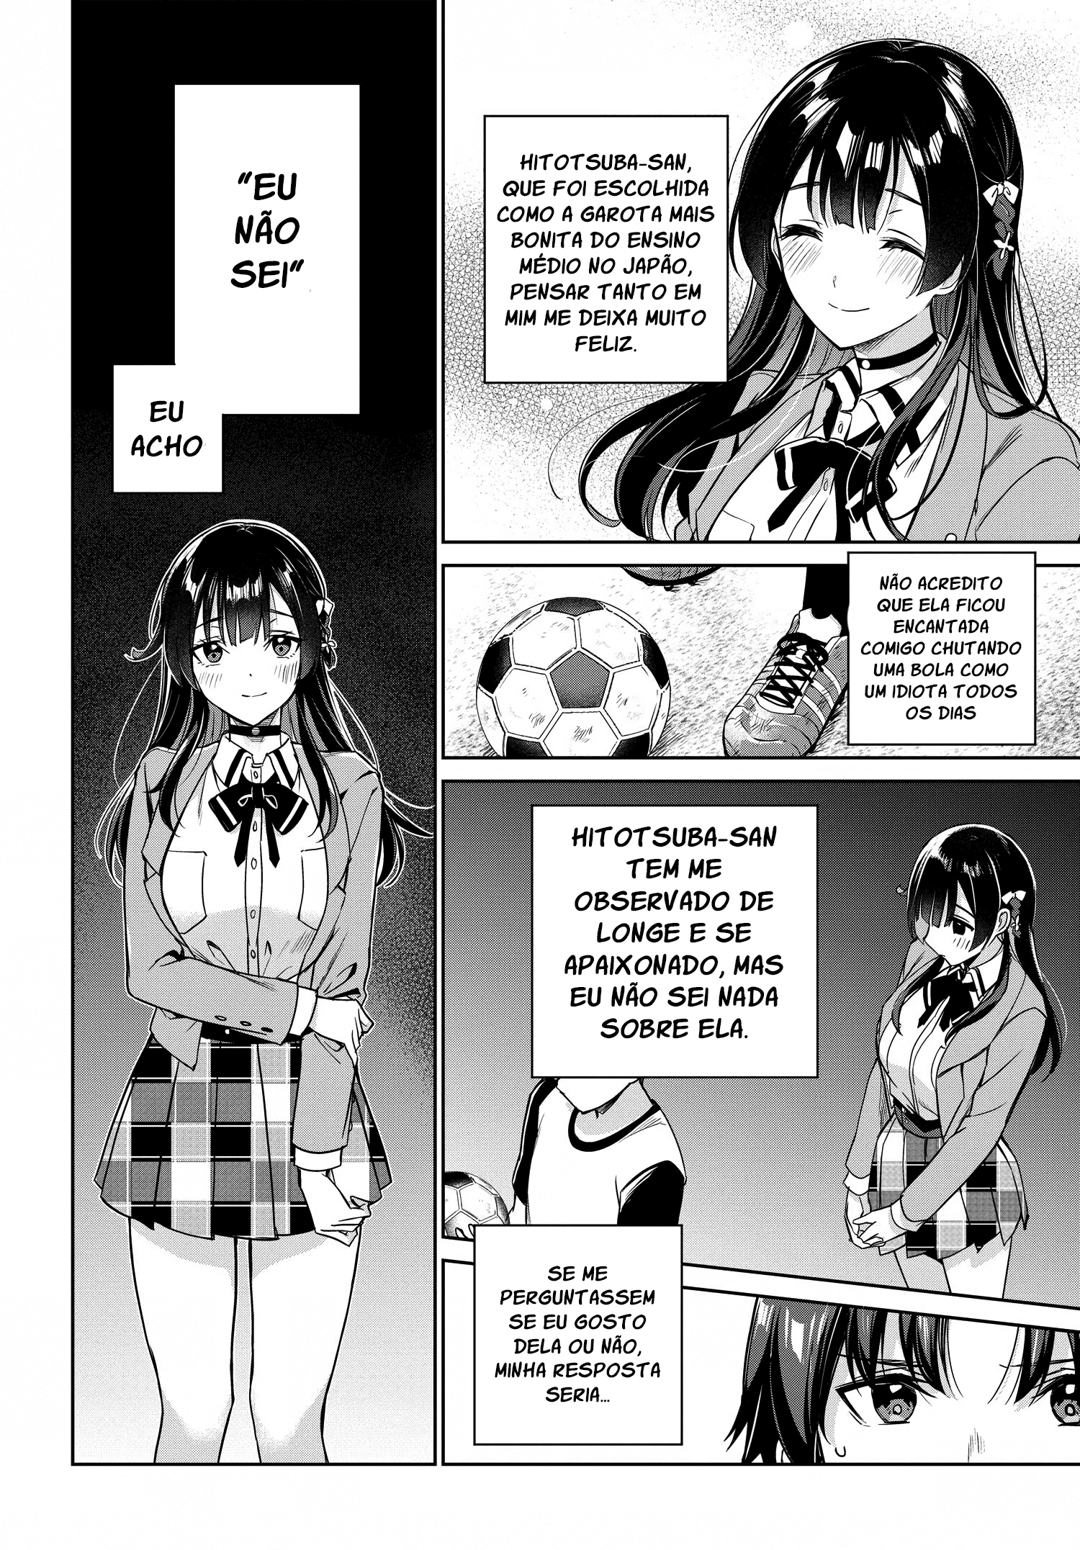 HITOTSUBA-SAN,
QUE FOI ESCOLHIDA
COMO A GAROTA MAIS
BONITA DO ENSINO
MÉDIO NO JAPÃO,
PENSAR TANTO EM
MIM ME DEIXA MUITO
FELIZ.
NÃO ACREDITO
QUE ELA FICOU
ENCANTADA
COMIGO CHUTANDO
UMA BOLA COMO
UM IDIOTA TODOS
OS DIAS
HITOTSUBA-SAN
TEM ME
OBSERVADO DE
LONGE E SE
APAIXONADO, MAS
EU NÃO SEI NADA
SOBRE ELA.
SE ME
PERGUNTASSEM
SE EU GOSTO
DELA OU NÃO,
MINHA RESPOSTA
SERIA...
"EU
NÃO
SEI"
EU
ACHO